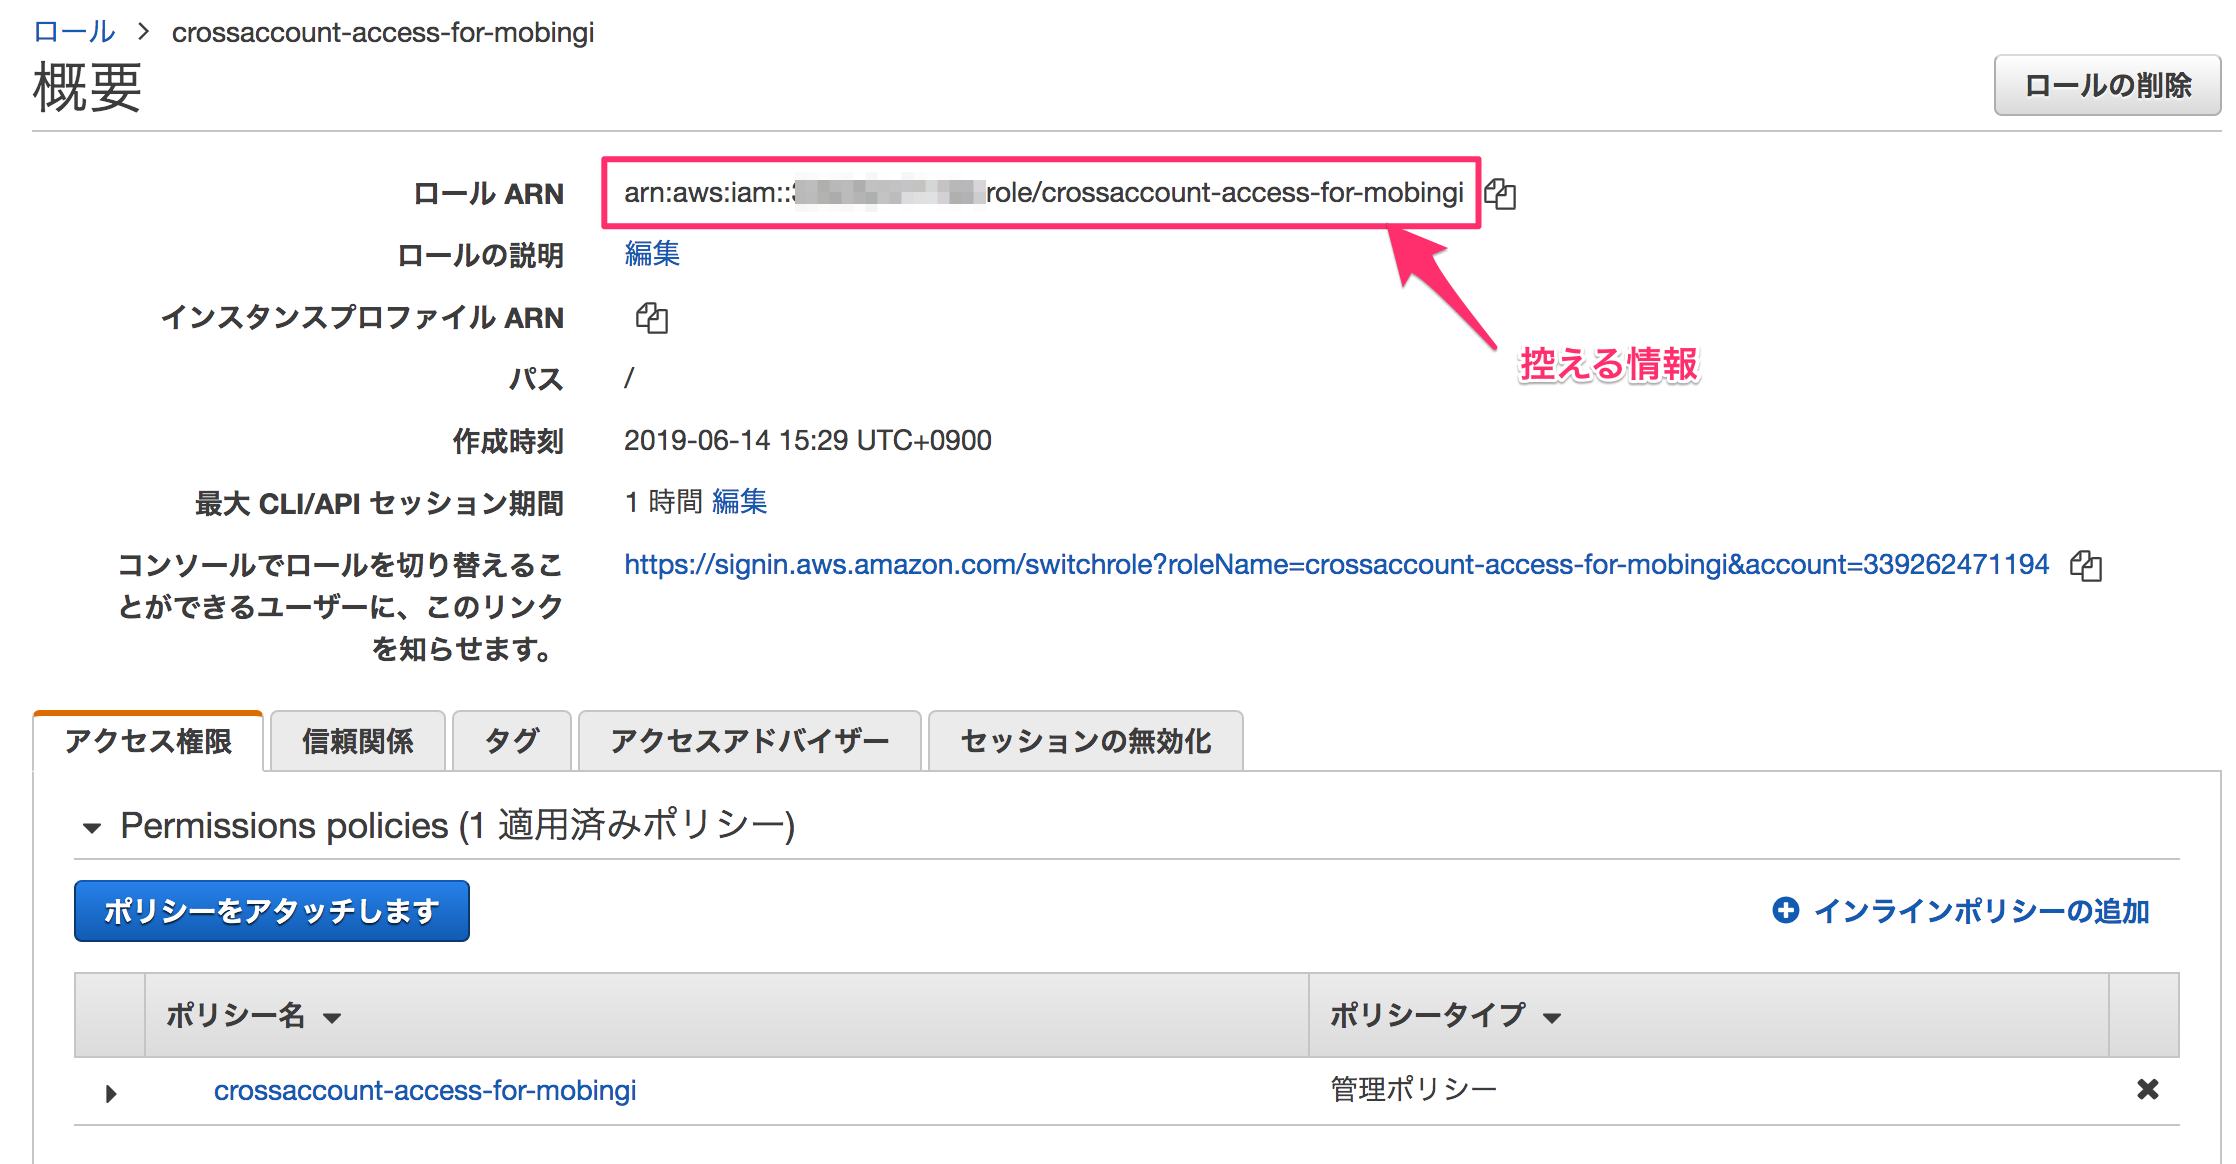 ロール > crossaccount-access-for-mobingi
概要
ロールの削除
ロール ARN arn:aws:iam:: role/crossaccount-access-for-mobingi
ロールの説明 編集
控える情報
インスタンスプロファイル ARN
パス /
作成時刻 2019-06-14 15:29 UTC+0900
最大 CLI/API セッション期間 1 時間 編集
コンソールでロールを切り替えるこ https://signin.aws.amazon.com/switchrole?roleName=crossaccount-access-for-mobingi&account=339262471194
とができるユーザーに、このリンク
を知らせます。
アクセス権限 信頼関係 タグ アクセスアドバイザー セッションの無効化
Permissions policies (1 適用済みポリシー)
ポリシーをアタッチします インラインポリシーの追加
ポリシー名 ポリシータイプ
crossaccount-access-for-mobingi 管理ポリシー